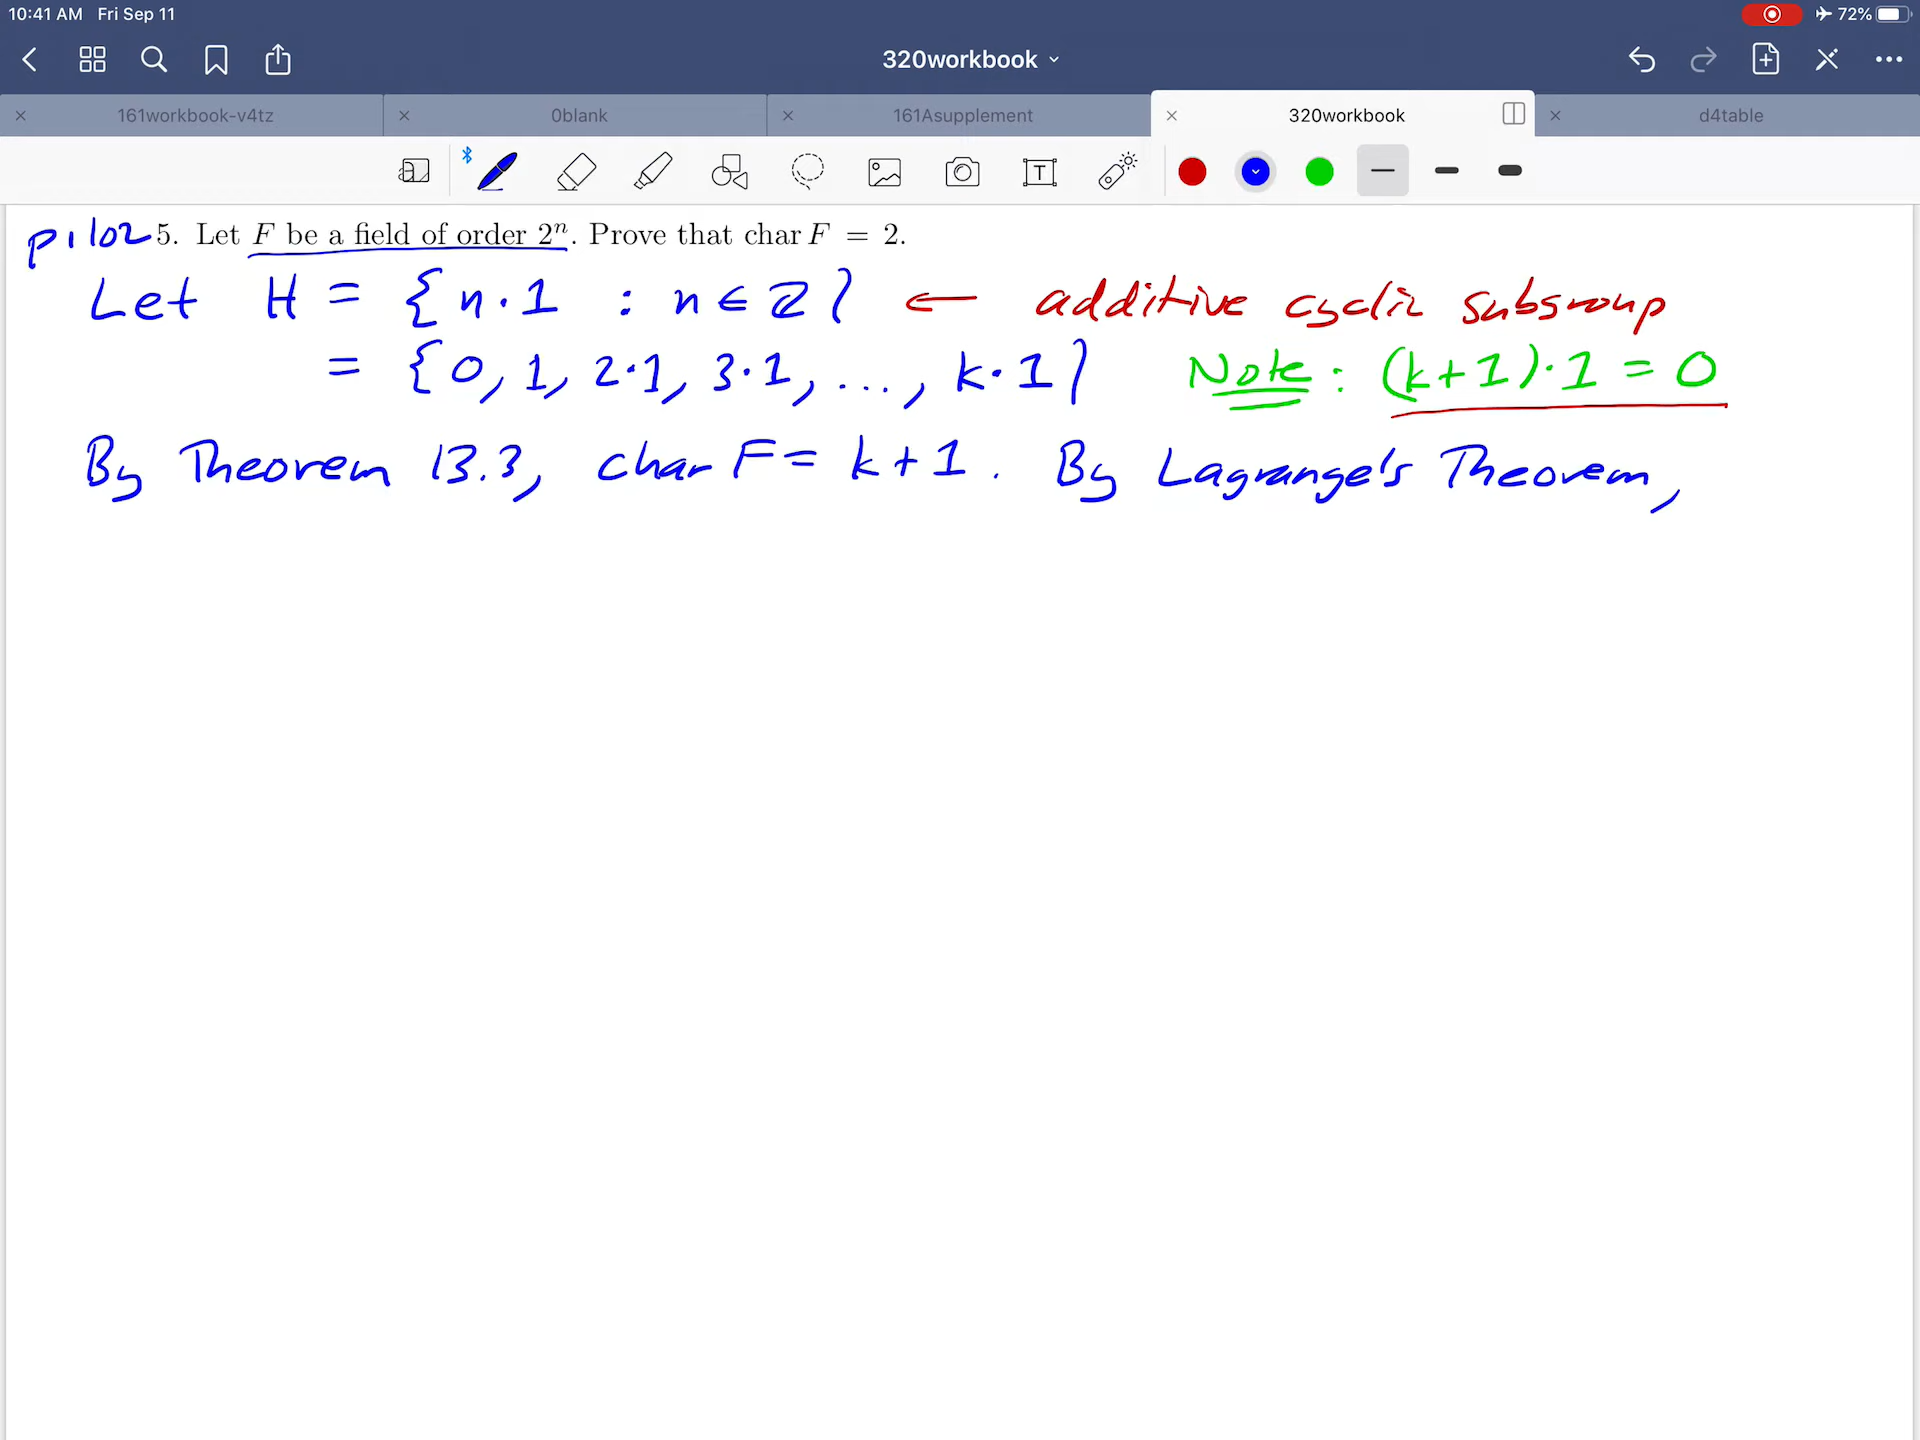 10:41 AM Fri Sep 11 72%
320workbook
161workbook-v4tz 0blank 161Asupplement 320workbook d4table
p.102 5. Let F be a field of order 2ⁿ. Prove that char F = 2.
Let H = {n·1 : n ∈ ℤ} ← additive cyclic subgroup
= {0, 1, 2·1, 3·1, ..., k·1} Note: (k+1)·1 = 0
By Theorem 13.3, char F = k+1. By Lagrange's Theorem,